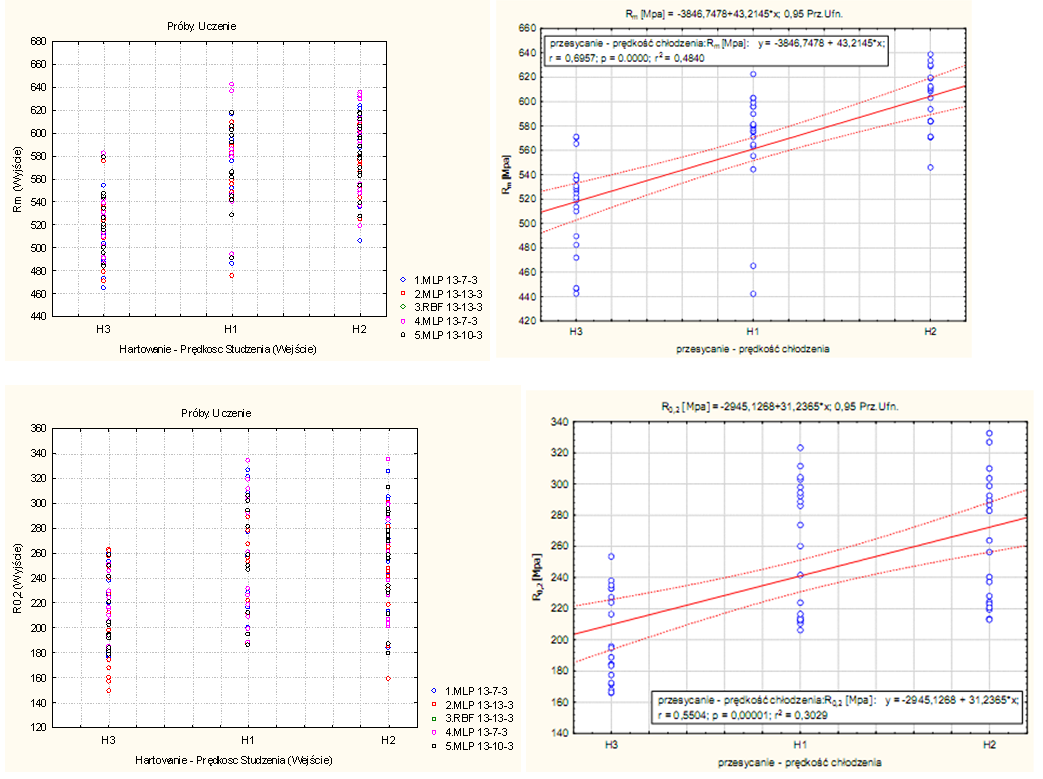 Próby: Uczenie
680
660
640
620
600
580
560
540
520
500
480
460
440
Rm (Wyjście)
H3 H1 H2
Hartowanie - Prędkosc Studzenia (Wejście)
1.MLP 13-7-3
2.MLP 13-13-3
3.RBF 13-13-3
4.MLP 13-7-3
5.MLP 13-10-3
Rm [Mpa] = -3846,7478+43,2145*x; 0,95 Prz.Ufn.
przesycanie - prędkość chłodzenia:Rm [Mpa]: y = -3846,7478 + 43,2145*x;
r = 0,6957; p = 0.0000; r² = 0,4840
660
640
620
600
580
560
540
520
500
480
460
440
420
Rm [Mpa]
H3 H1 H2
przesycanie - prędkość chłodzenia
Próby: Uczenie
360
340
320
300
280
260
240
220
200
180
160
140
120
R0,2 (Wyjście)
H3 H1 H2
Hartowanie - Prędkosc Studzenia (Wejście)
1.MLP 13-7-3
2.MLP 13-13-3
3.RBF 13-13-3
4.MLP 13-7-3
5.MLP 13-10-3
R0,2 [Mpa] = -2945,1268+31,2365*x; 0,95 Prz.Ufn.
340
320
300
280
260
240
220
200
180
160
140
R0,2 [Mpa]
przesycanie - prędkość chłodzenia:R0,2 [Mpa]: y = -2945,1268 + 31,2365*x;
r = 0,5504; p = 0,00001; r² = 0,3029
H3 H1 H2
przesycanie - prędkość chłodzenia